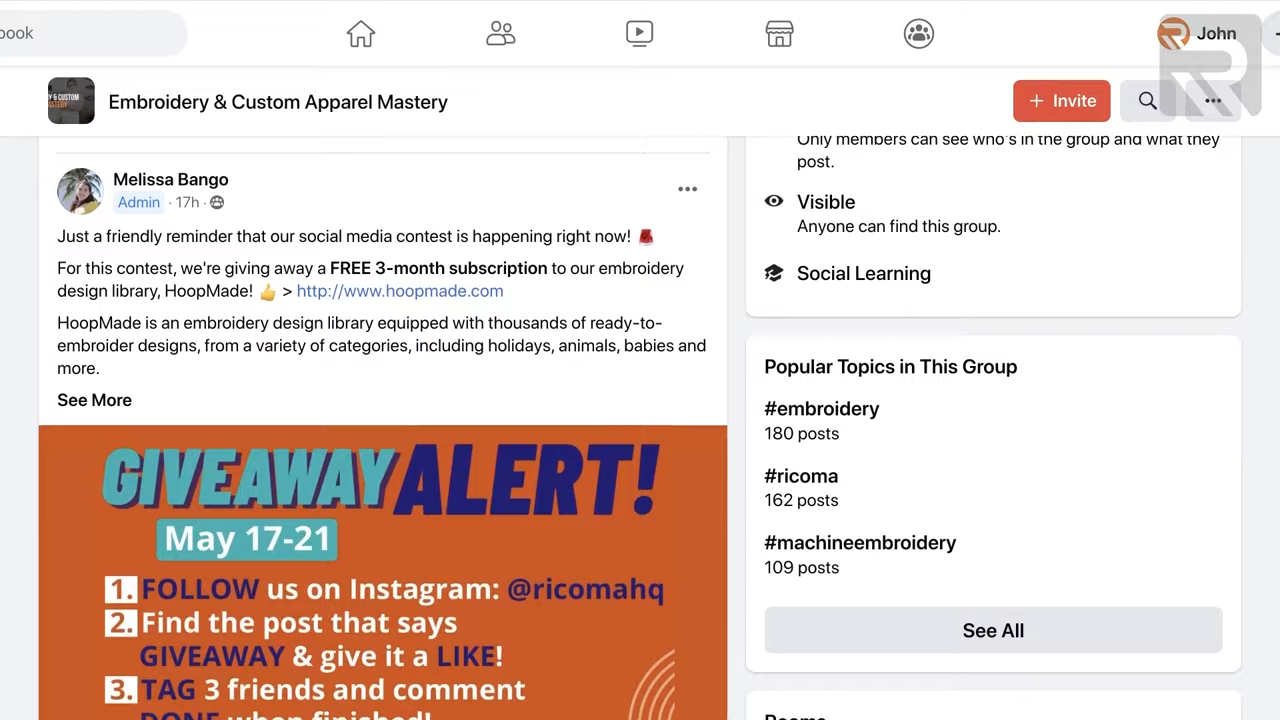 book
John
Y & CUSTOM
Embroidery & Custom Apparel Mastery
+ Invite
Only members can see who's in the group and what they
post.
Melissa Bango
Admin · 17h ·
Visible
Anyone can find this group.
Just a friendly reminder that our social media contest is happening right now!
For this contest, we're giving away a FREE 3-month subscription to our embroidery
design library, HoopMade! > http://www.hoopmade.com
Social Learning
HoopMade is an embroidery design library equipped with thousands of ready-to-
embroider designs, from a variety of categories, including holidays, animals, babies and
more.
See More
Popular Topics in This Group
#embroidery
180 posts
#ricoma
162 posts
#machineembroidery
109 posts
See All
GIVEAWAY ALERT!
May 17-21
1. FOLLOW us on Instagram: @ricomahq
2. Find the post that says
GIVEAWAY & give it a LIKE!
3. TAG 3 friends and comment
DONE when finished!
Rooms